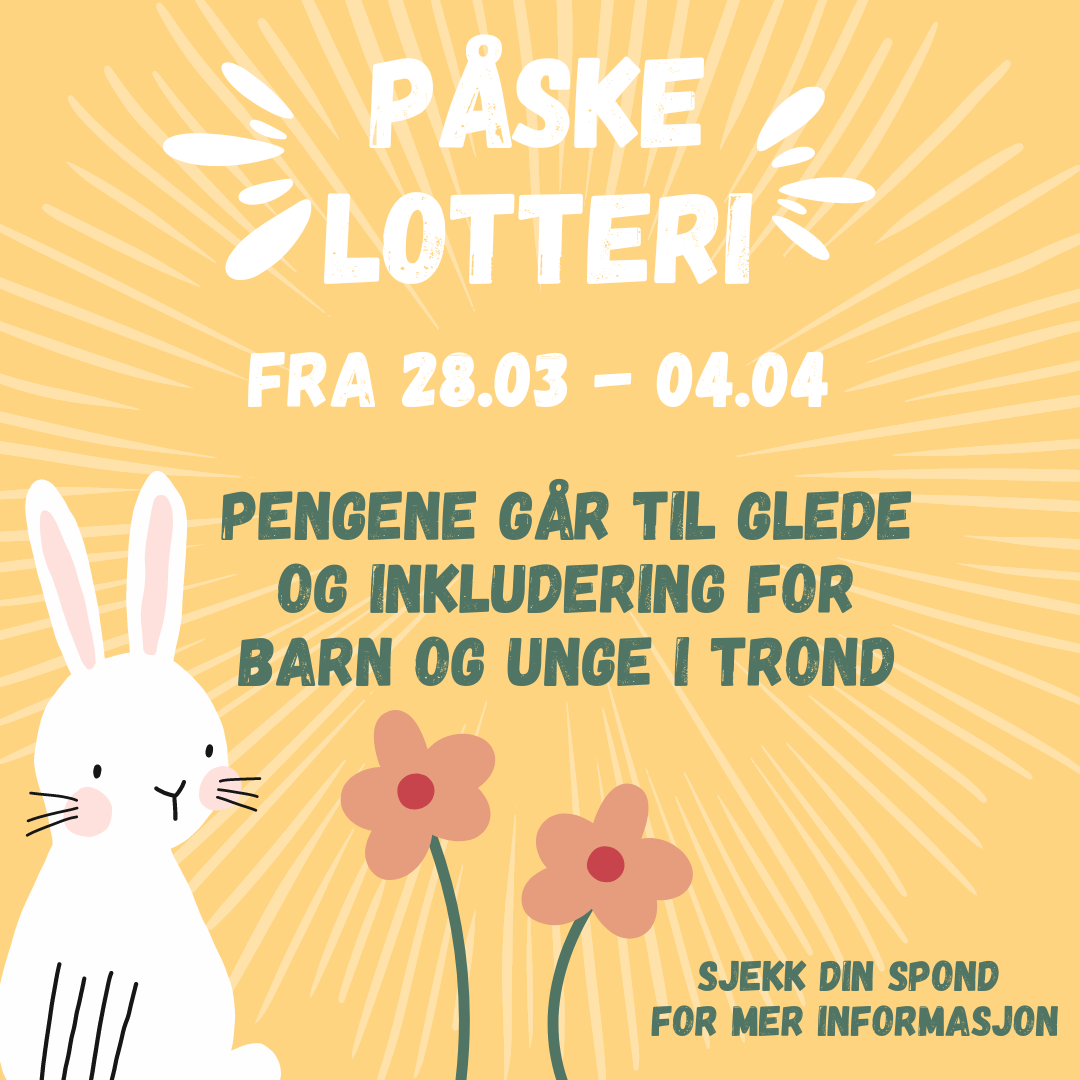 PÅSKE
LOTTERI
FRA 28.03 – 04.04
PENGENE GÅR TIL GLEDE
OG INKLUDERING FOR
BARN OG UNGE I TROND
SJEKK DIN SPOND
FOR MER INFORMASJON